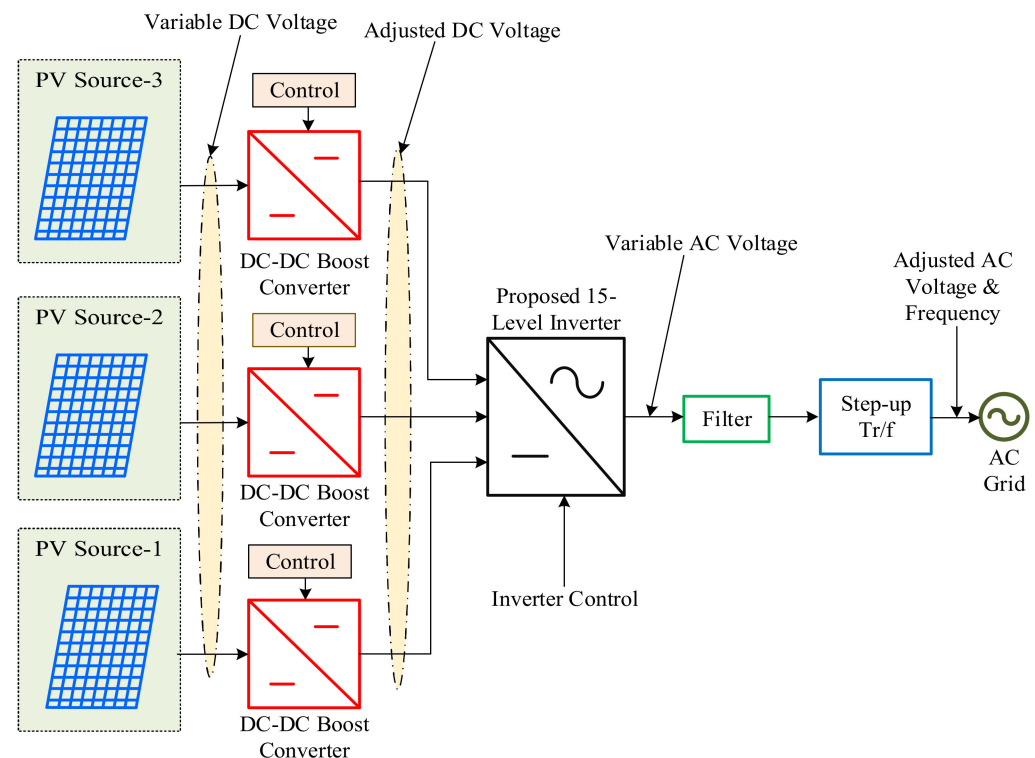 Variable DC Voltage
Adjusted DC Voltage
PV Source-3
Control
DC-DC Boost
Converter
Variable AC Voltage
Adjusted AC
Voltage &
Frequency
Proposed 15-
Level Inverter
PV Source-2
Control
DC-DC Boost
Converter
Filter
Step-up
Tr/f
AC
Grid
PV Source-1
Control
Inverter Control
DC-DC Boost
Converter